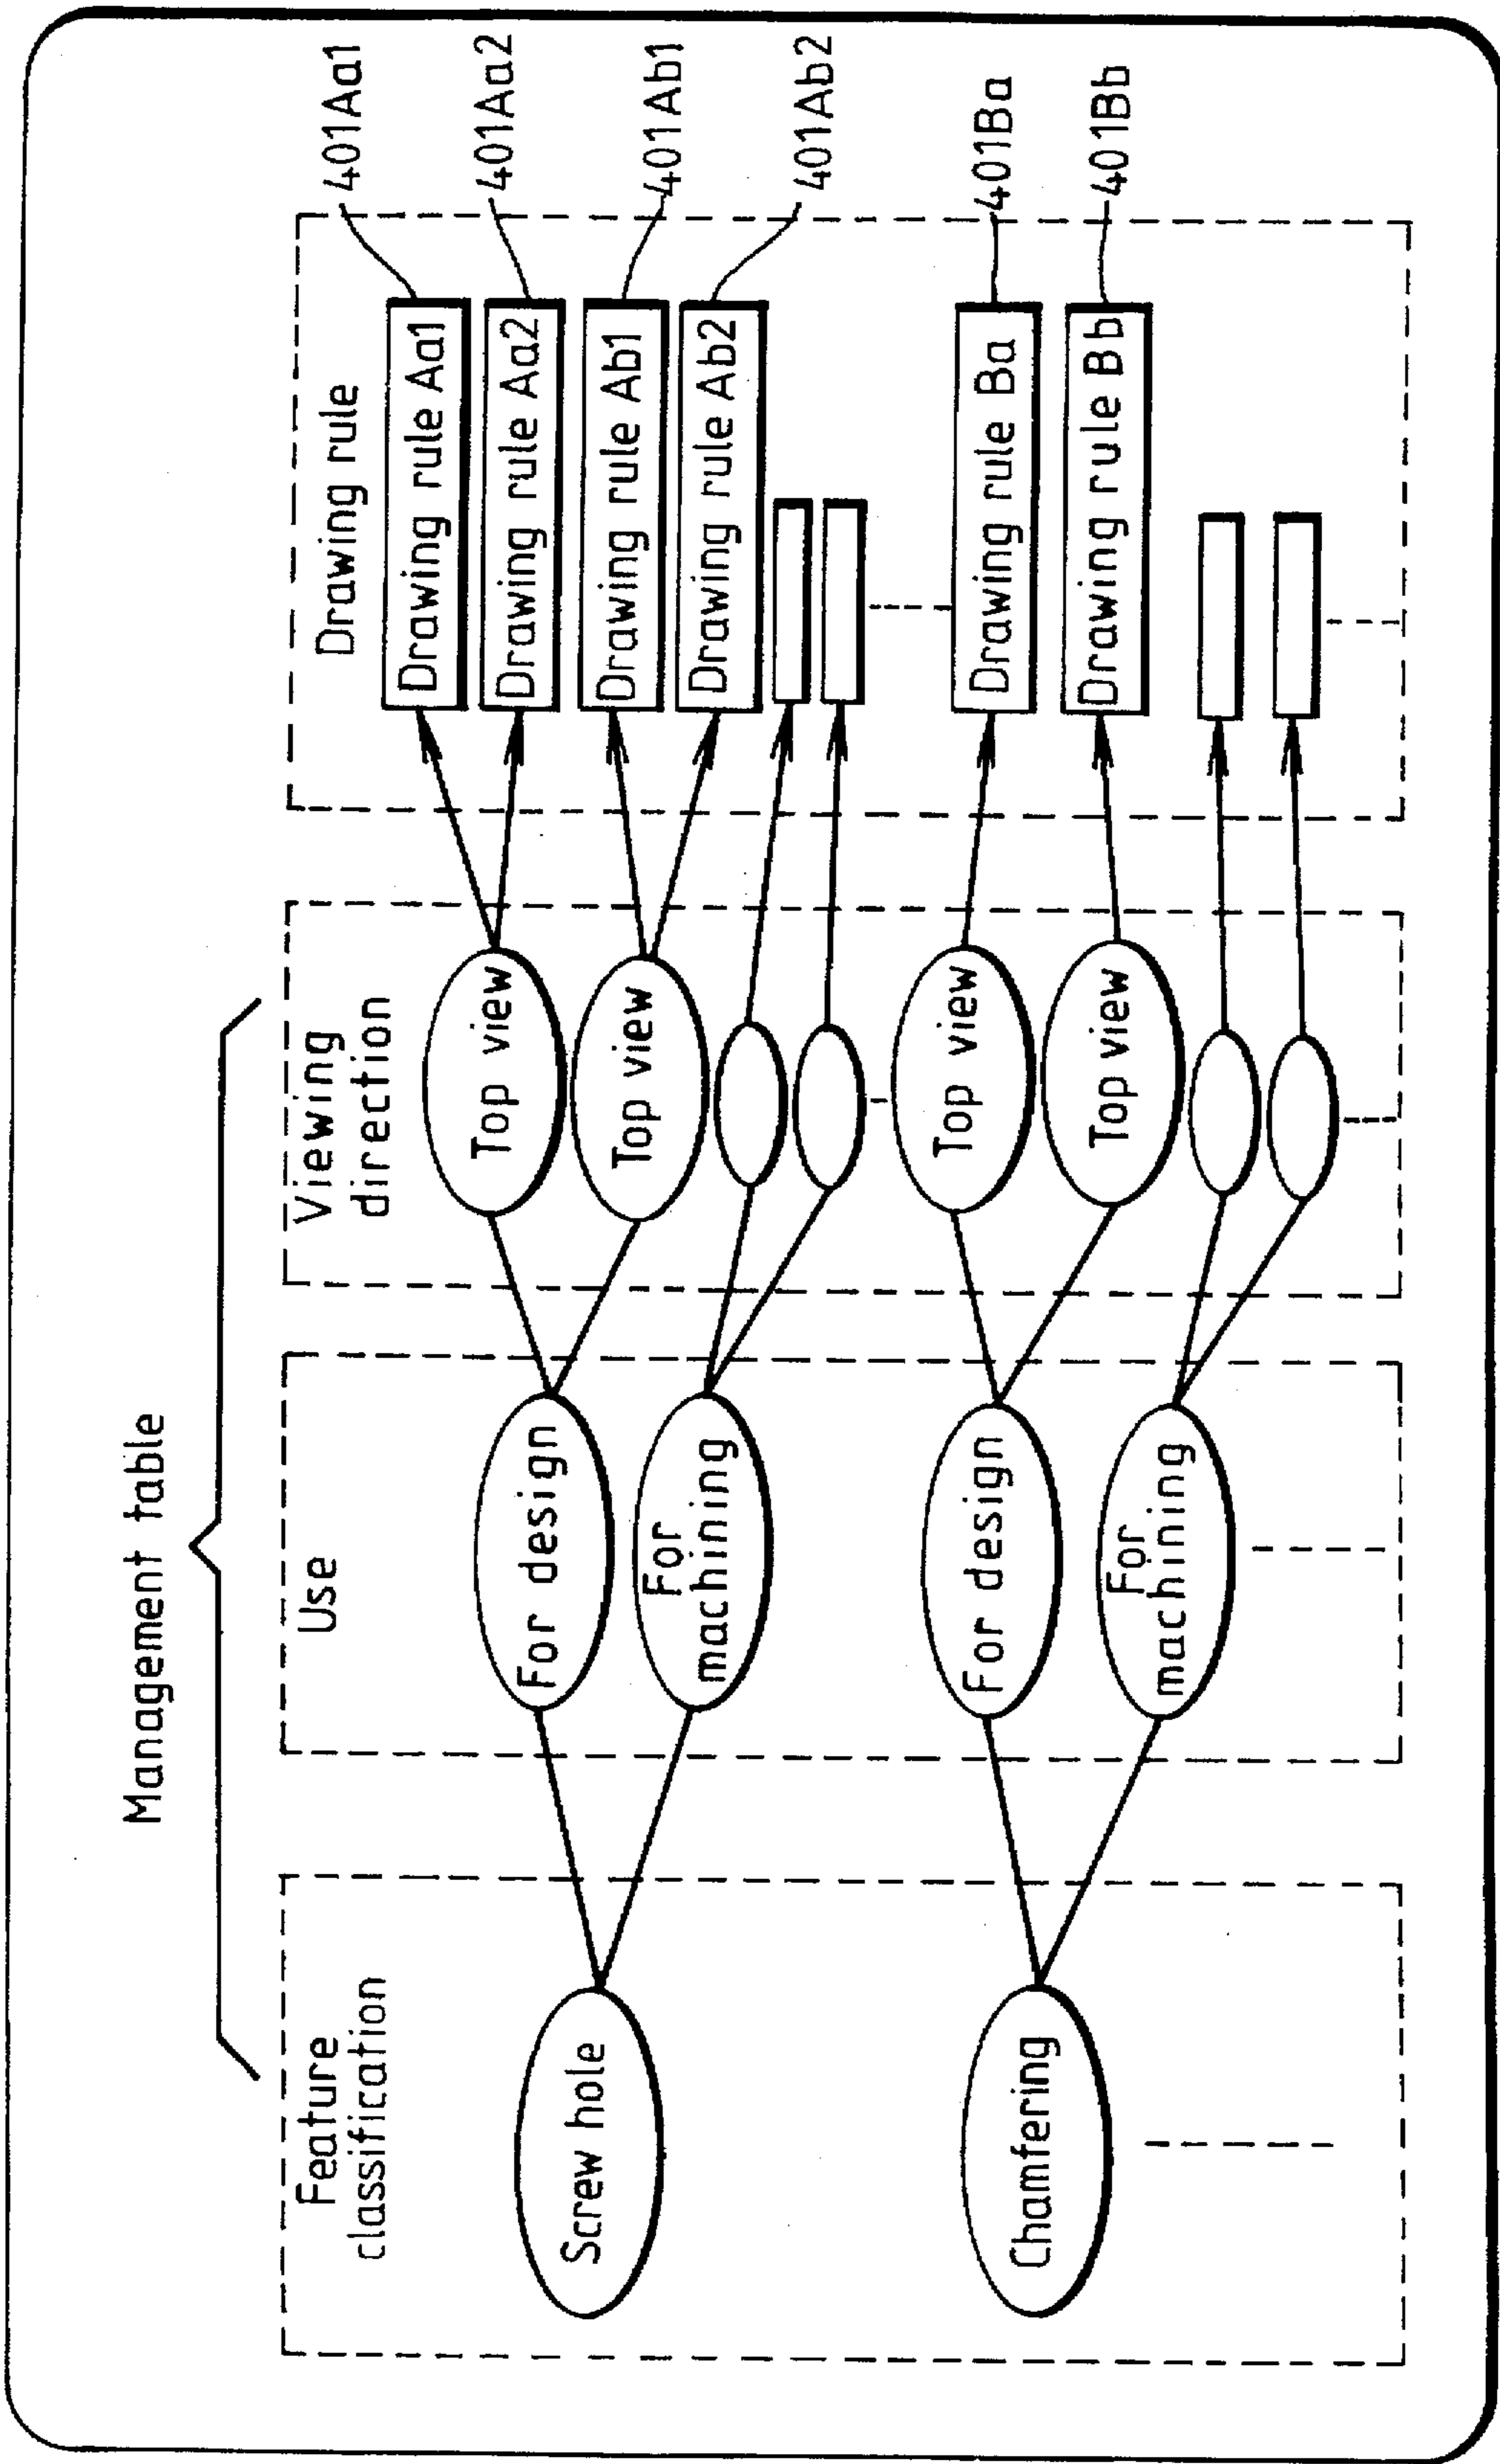 Management table
Feature
classification
Screw hole
Chamfering
Use
For design
For
machining
For design
For
machining
Viewing
direction
Top view
Top view
Top view
Top view
Drawing rule
Drawing rule Aa1
Drawing rule Aa2
Drawing rule Ab1
Drawing rule Ab2
Drawing rule Ba
Drawing rule Bb
401Aa1
401Aa2
401Ab1
401Ab2
401Ba
401Bb